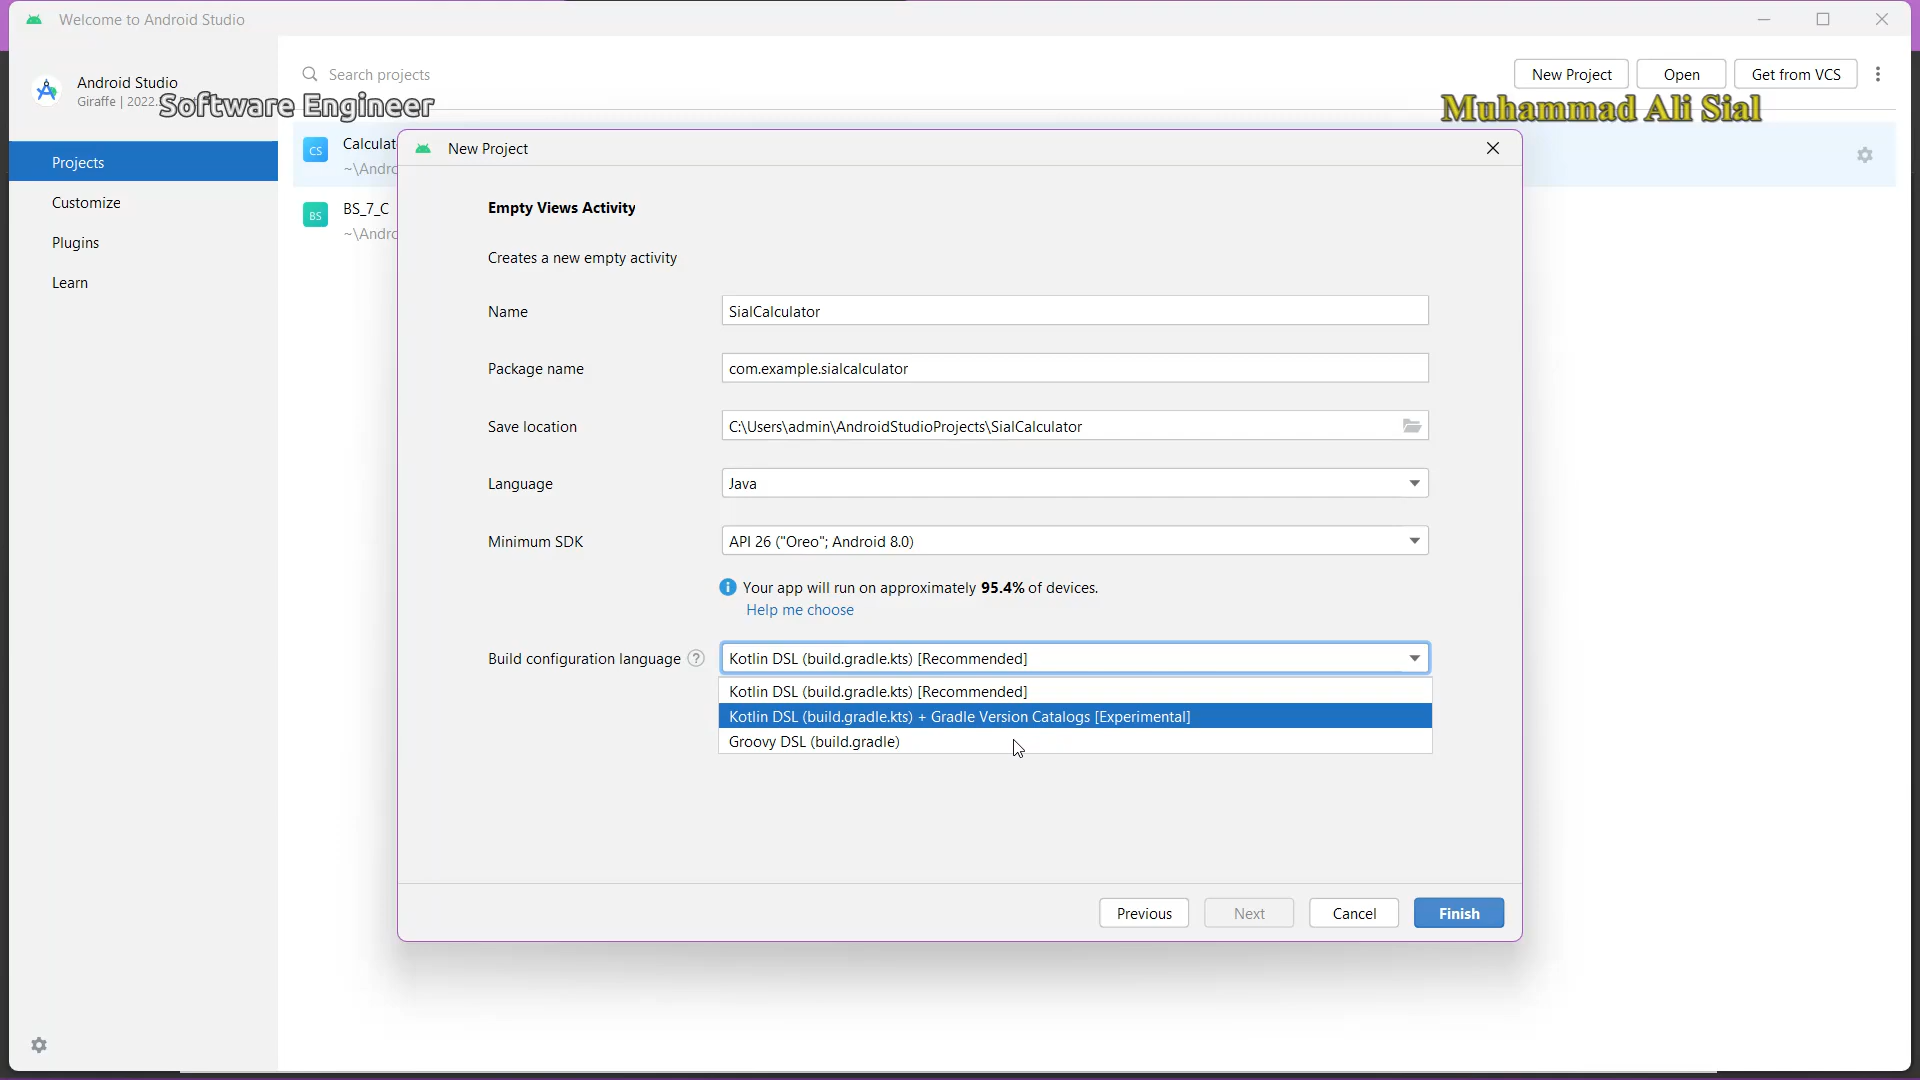 Welcome to Android Studio
Android Studio
Giraffe | 2022.
Software Engineer
Search projects
New Project
Open
Get from VCS
Muhammad Ali Sial
Projects
Customize
Plugins
Learn
CS
Calculat
~\Andro
BS
BS_7_C
~\Andro
New Project
Empty Views Activity
Creates a new empty activity
Name
SialCalculator
Package name
com.example.sialcalculator
Save location
C:\Users\admin\AndroidStudioProjects\SialCalculator
Language
Java
Minimum SDK
API 26 ("Oreo"; Android 8.0)
Your app will run on approximately 95.4% of devices.
Help me choose
Build configuration language ?
Kotlin DSL (build.gradle.kts) [Recommended]
Kotlin DSL (build.gradle.kts) [Recommended]
Kotlin DSL (build.gradle.kts) + Gradle Version Catalogs [Experimental]
Groovy DSL (build.gradle)
Previous
Next
Cancel
Finish